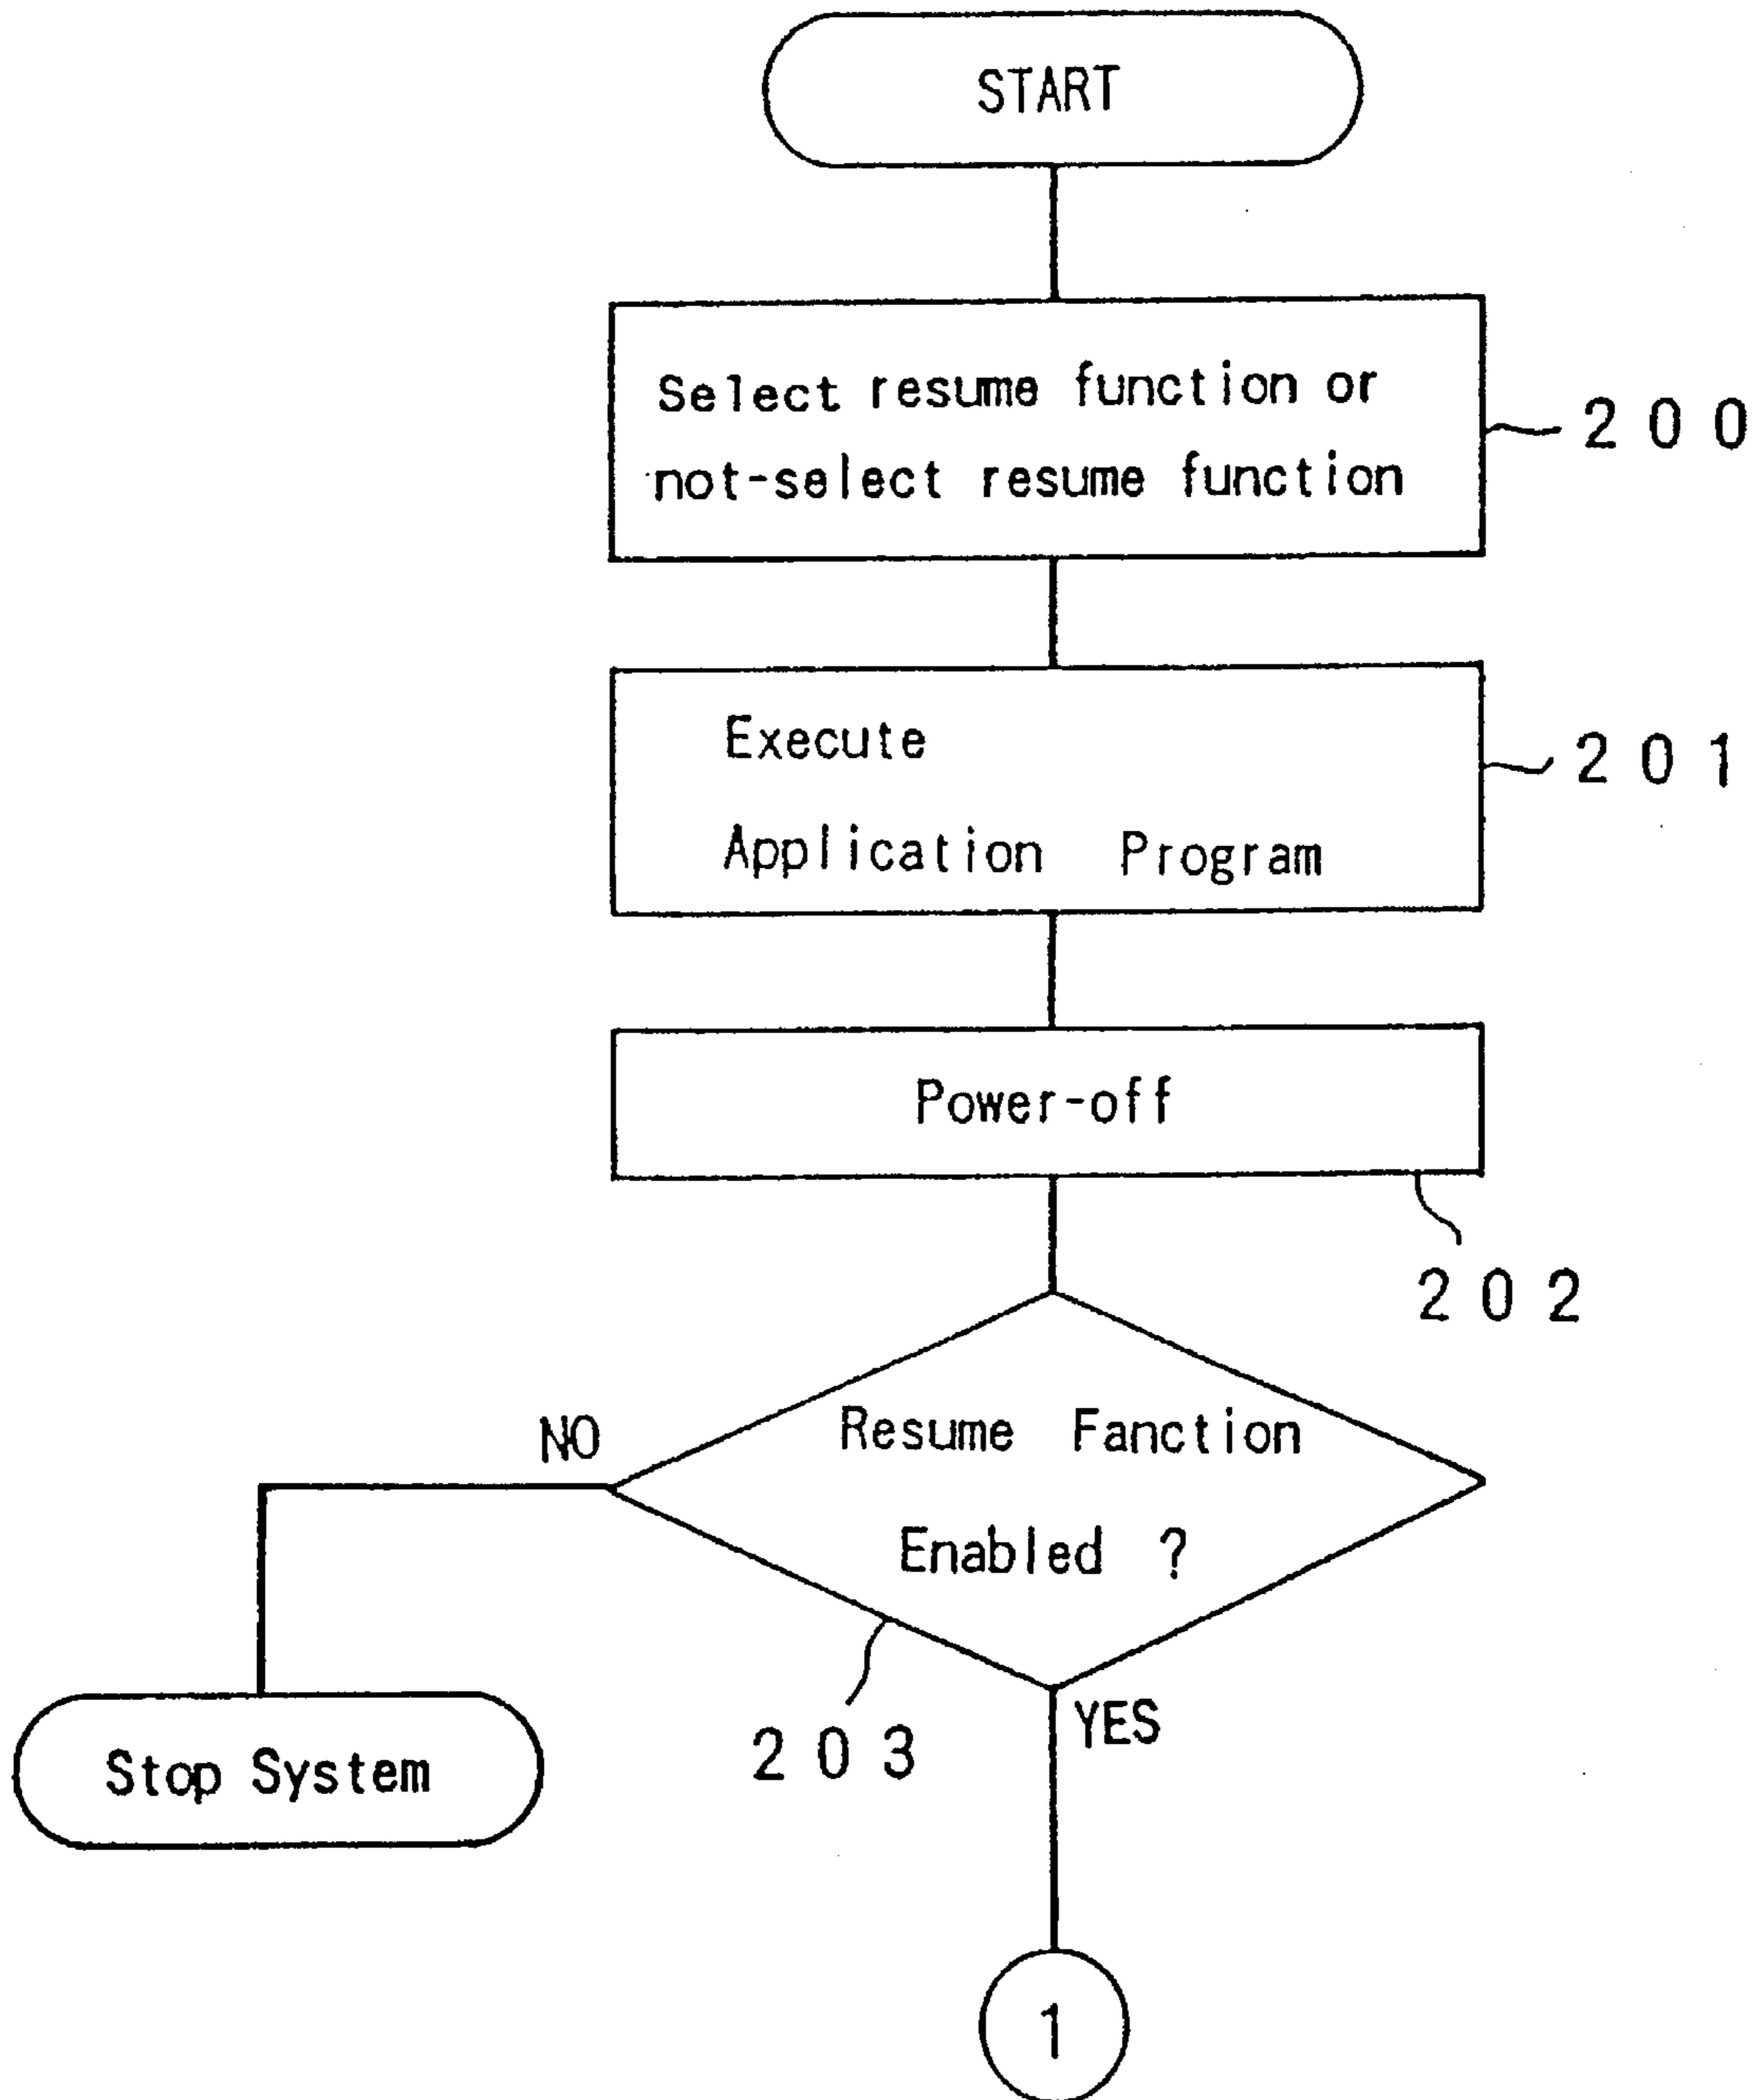 START
Select resume function or
not-select resume function
200
Execute
Application Program
201
Power-off
202
Resume Fanction
Enabled ?
NO
203
YES
Stop System
1